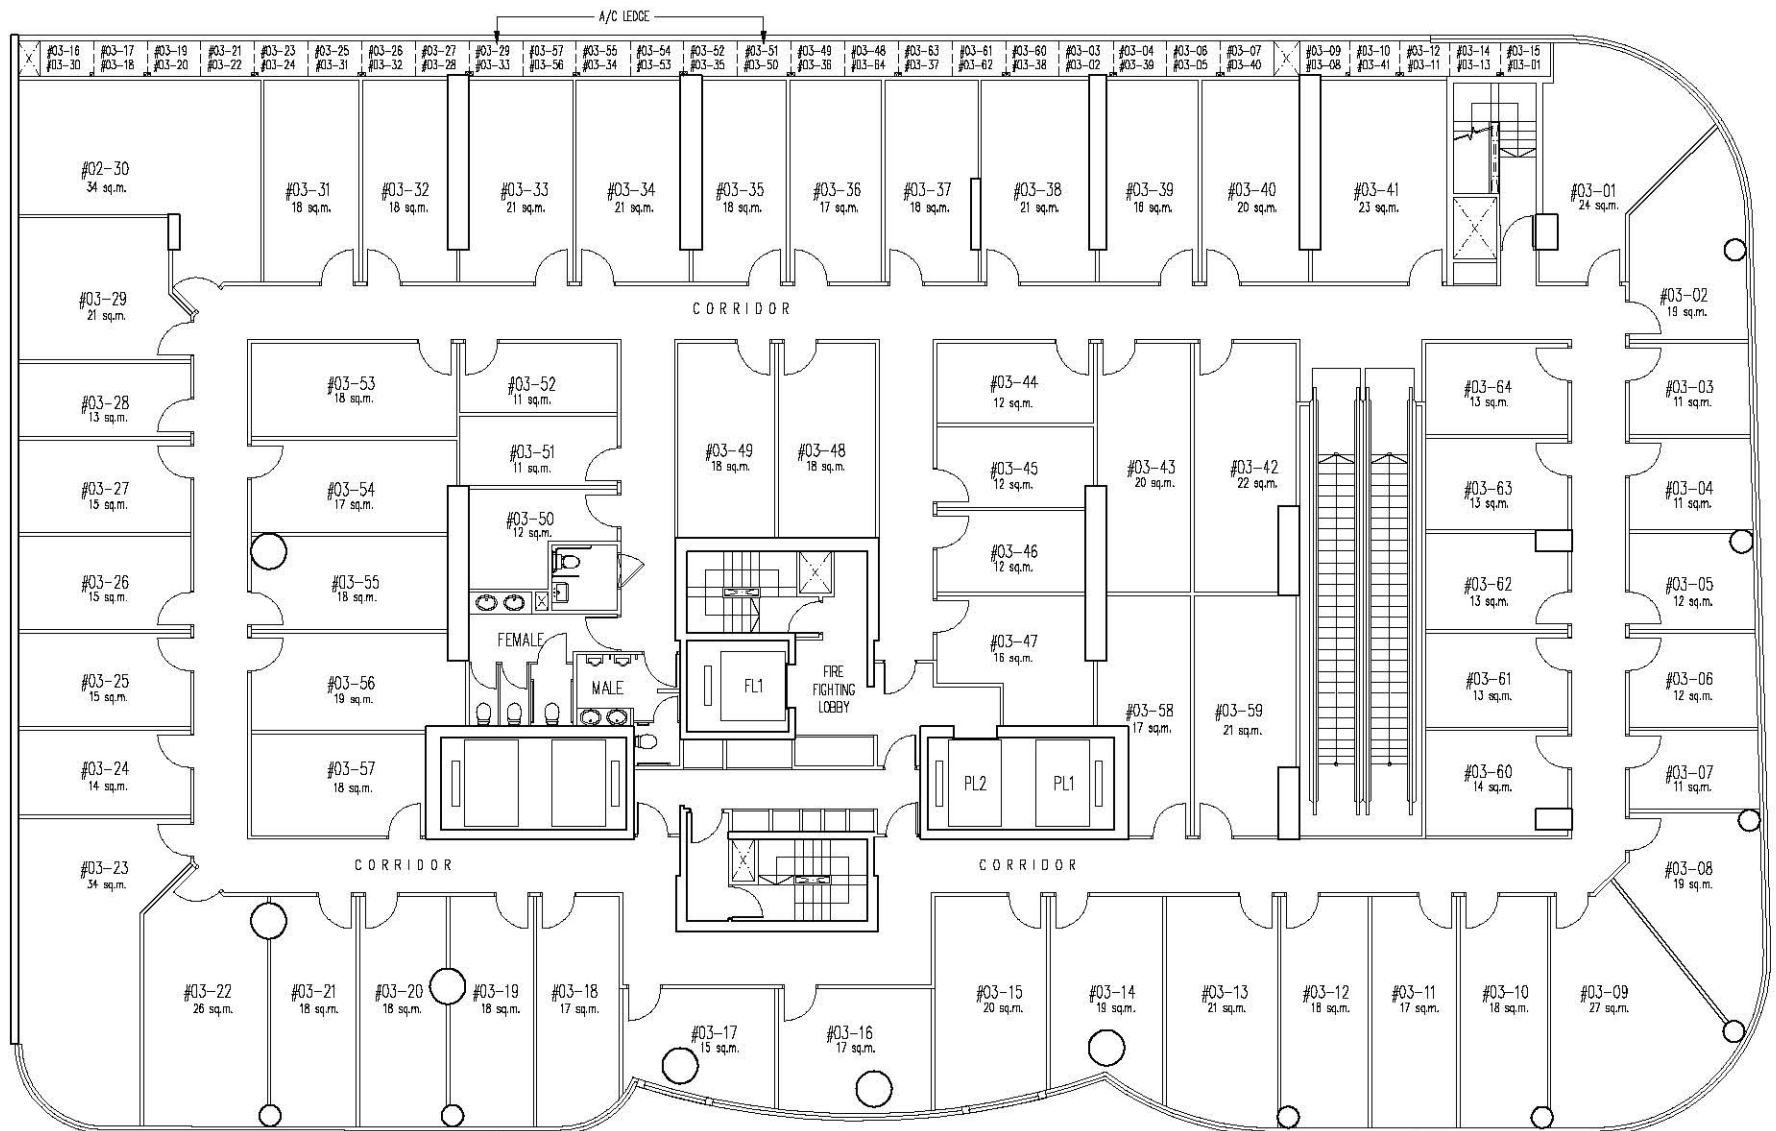 A/C LEDGE
#03-16 #03-17 #03-19 #03-21 #03-23 #03-25 #03-26 #03-27 #03-29 #03-57 #03-55 #03-54 #03-52 #03-51 #03-49 #03-48 #03-63 #03-61 #03-60 #03-03 #03-04 #03-06 #03-07 #03-09 #03-10 #03-12 #03-14 #03-15
#03-30 #03-18 #03-20 #03-22 #03-24 #03-31 #03-32 #03-28 #03-33 #03-56 #03-34 #03-53 #03-35 #03-50 #03-36 #03-64 #03-37 #03-62 #03-38 #03-02 #03-39 #03-05 #03-40 #03-08 #03-41 #03-11 #03-13 #03-01
#02-30
34 sq.m.
#03-31
18 sq.m.
#03-32
18 sq.m.
#03-33
21 sq.m.
#03-34
21 sq.m.
#03-35
18 sq.m.
#03-36
17 sq.m.
#03-37
18 sq.m.
#03-38
21 sq.m.
#03-39
18 sq.m.
#03-40
20 sq.m.
#03-41
23 sq.m.
#03-01
24 sq.m.
#03-29
21 sq.m.
CORRIDOR
#03-02
19 sq.m.
#03-28
13 sq.m.
#03-53
18 sq.m.
#03-52
11 sq.m.
#03-44
12 sq.m.
#03-64
13 sq.m.
#03-03
11 sq.m.
#03-51
11 sq.m.
#03-49
18 sq.m.
#03-48
18 sq.m.
#03-45
12 sq.m.
#03-43
20 sq.m.
#03-42
22 sq.m.
#03-27
15 sq.m.
#03-54
17 sq.m.
#03-50
12 sq.m.
#03-63
13 sq.m.
#03-04
11 sq.m.
#03-26
15 sq.m.
#03-55
18 sq.m.
#03-46
12 sq.m.
#03-62
13 sq.m.
#03-05
12 sq.m.
FEMALE
#03-47
16 sq.m.
#03-25
15 sq.m.
#03-56
19 sq.m.
MALE
FL1
FIRE
FIGHTING
LOBBY
#03-61
13 sq.m.
#03-06
12 sq.m.
#03-58
17 sq.m.
#03-59
21 sq.m.
#03-24
14 sq.m.
#03-57
18 sq.m.
PL2
PL1
#03-60
14 sq.m.
#03-07
11 sq.m.
#03-23
34 sq.m.
CORRIDOR
CORRIDOR
#03-08
19 sq.m.
#03-22
26 sq.m.
#03-21
18 sq.m.
#03-20
18 sq.m.
#03-19
18 sq.m.
#03-18
17 sq.m.
#03-15
20 sq.m.
#03-14
19 sq.m.
#03-13
21 sq.m.
#03-12
18 sq.m.
#03-11
17 sq.m.
#03-10
18 sq.m.
#03-09
27 sq.m.
#03-17
15 sq.m.
#03-16
17 sq.m.